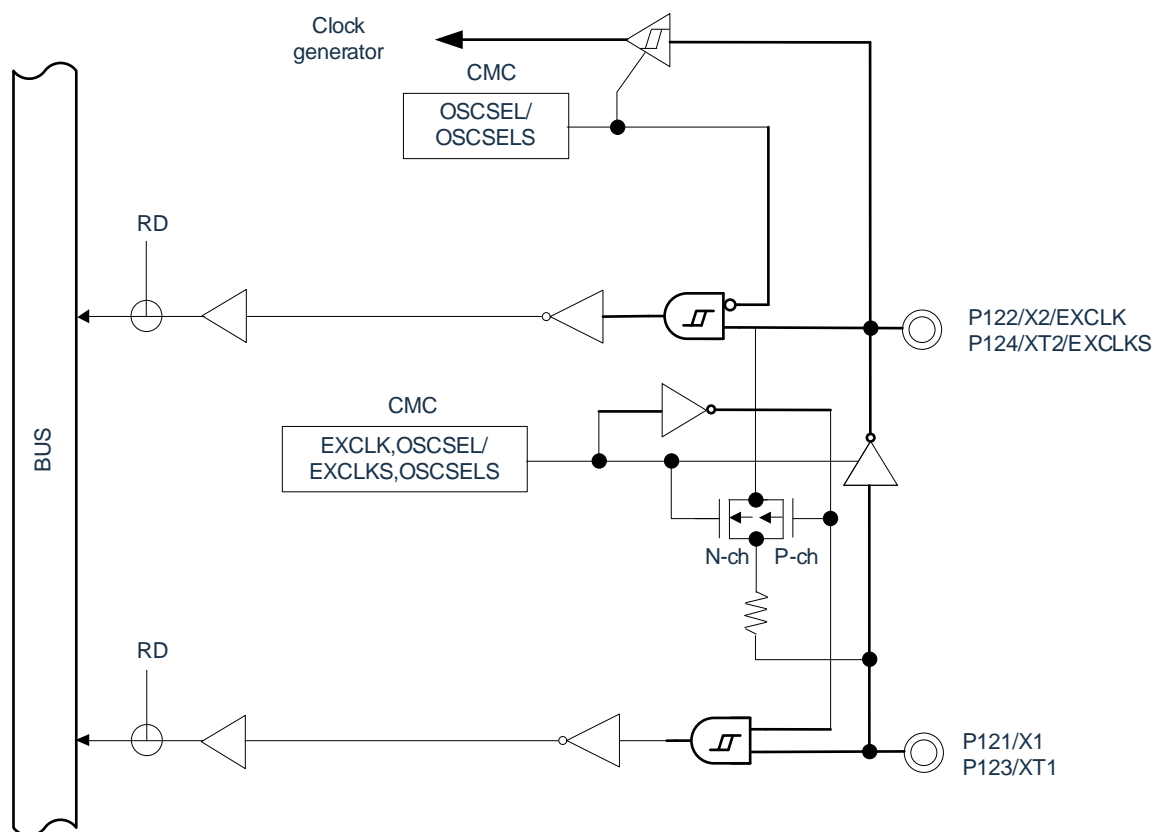 Clock
generator
CMC
OSCSEL/
OSCSELS
RD
P122/X2/EXCLK
P124/XT2/EXCLKS
CMC
EXCLK,OSCSEL/
EXCLKS,OSCSELS
BUS
N-ch
P-ch
RD
P121/X1
P123/XT1